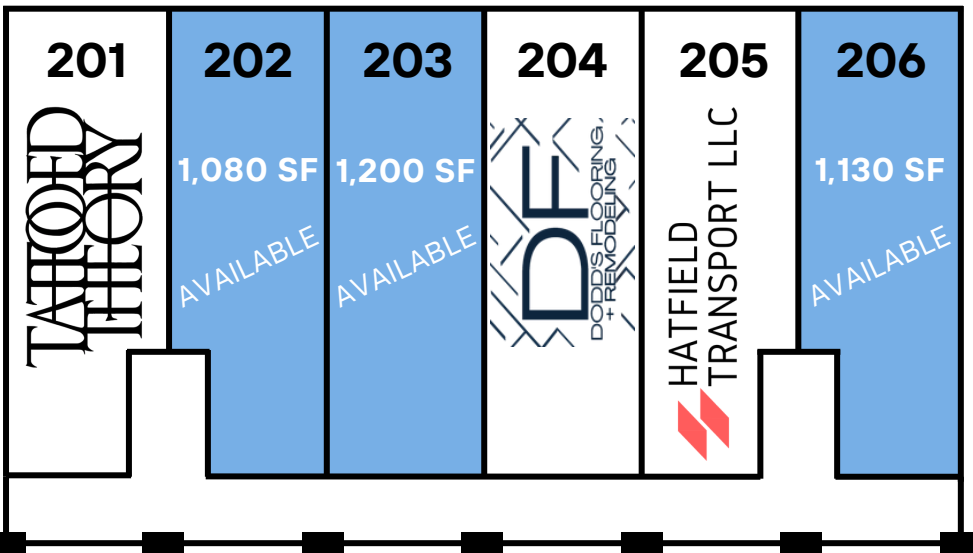 201
TATTOOED
THEORY
202
1,080 SF
AVAILABLE
203
1,200 SF
AVAILABLE
204
DF
DODDS FLOORING
+ REMODELING
205
HATFIELD
TRANSPORT LLC
206
1,130 SF
AVAILABLE